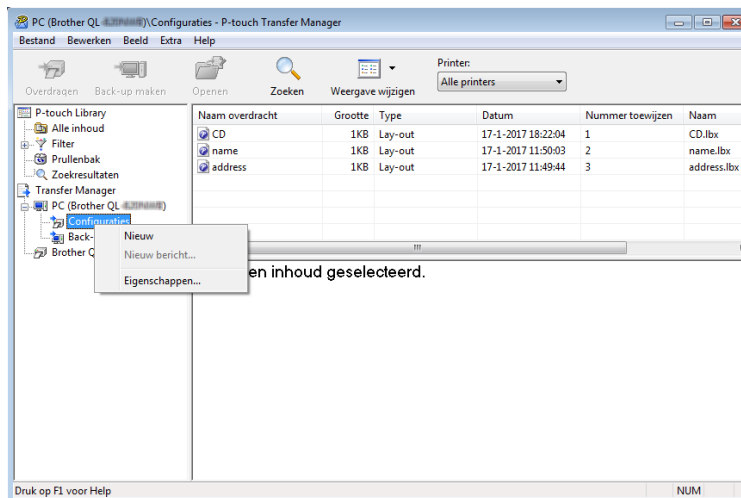 PC (Brother QL \Configuraties - P-touch Transfer Manager
Bestand Bewerken Beeld Extra Help
Overdragen Back-up maken Openen Zoeken Weergave wijzigen
Printer:
Alle printers
P-touch Library
Alle inhoud
Filter
Prullenbak
Zoekresultaten
Transfer Manager
PC (Brother QL )
Configuraties
Back-
Brother Q
Nieuw
Nieuw bericht...
Eigenschappen...
Naam overdracht Grootte Type Datum Nummer toewijzen Naam
CD 1KB Lay-out 17-1-2017 18:22:04 1 CD.lbx
name 1KB Lay-out 17-1-2017 11:50:03 2 name.lbx
address 1KB Lay-out 17-1-2017 11:49:44 3 address.lbx
en inhoud geselecteerd.
Druk op F1 voor Help NUM